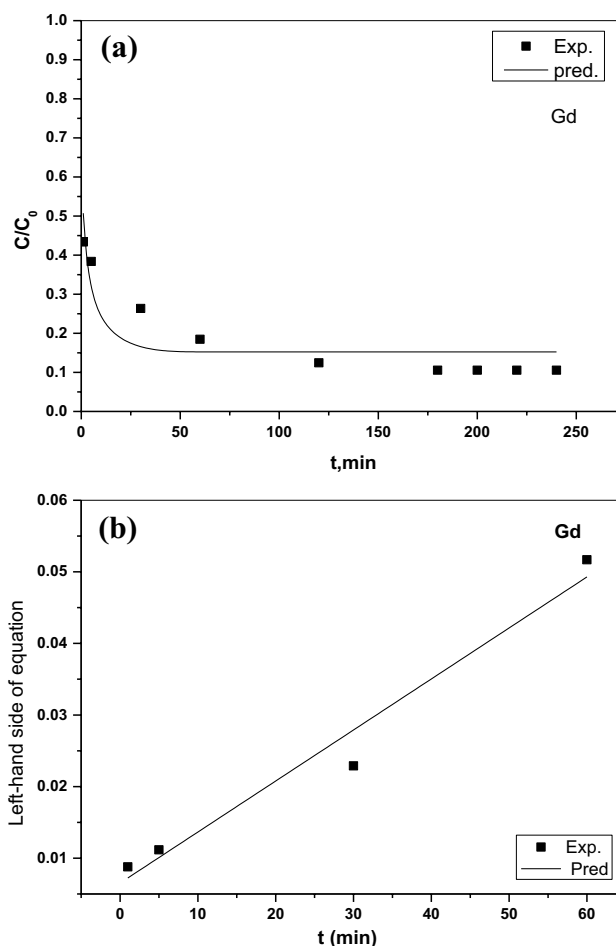 (a)
Exp.
pred.
Gd
1.0
0.9
0.8
0.7
0.6
0.5
0.4
0.3
0.2
0.1
0.0
C/C0
0 50 100 150 200 250
t,min
(b)
Gd
0.06
0.05
0.04
0.03
0.02
0.01
Left-hand side of equation
Exp.
Pred
0 10 20 30 40 50 60
t (min)